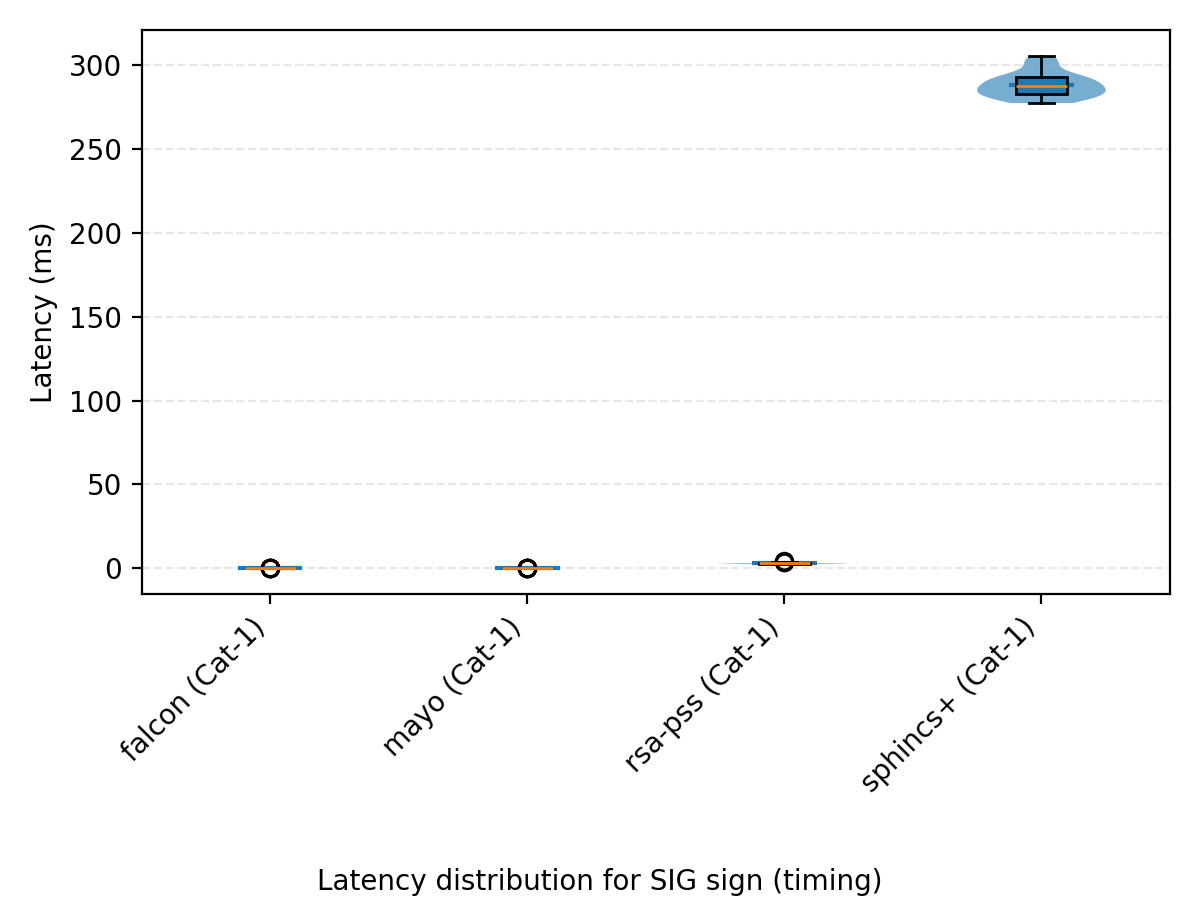 300
250
200
150
100
50
0
Latency (ms)
falcon (Cat-1)
mayo (Cat-1)
rsa-pss (Cat-1)
sphincs+ (Cat-1)
Latency distribution for SIG sign (timing)